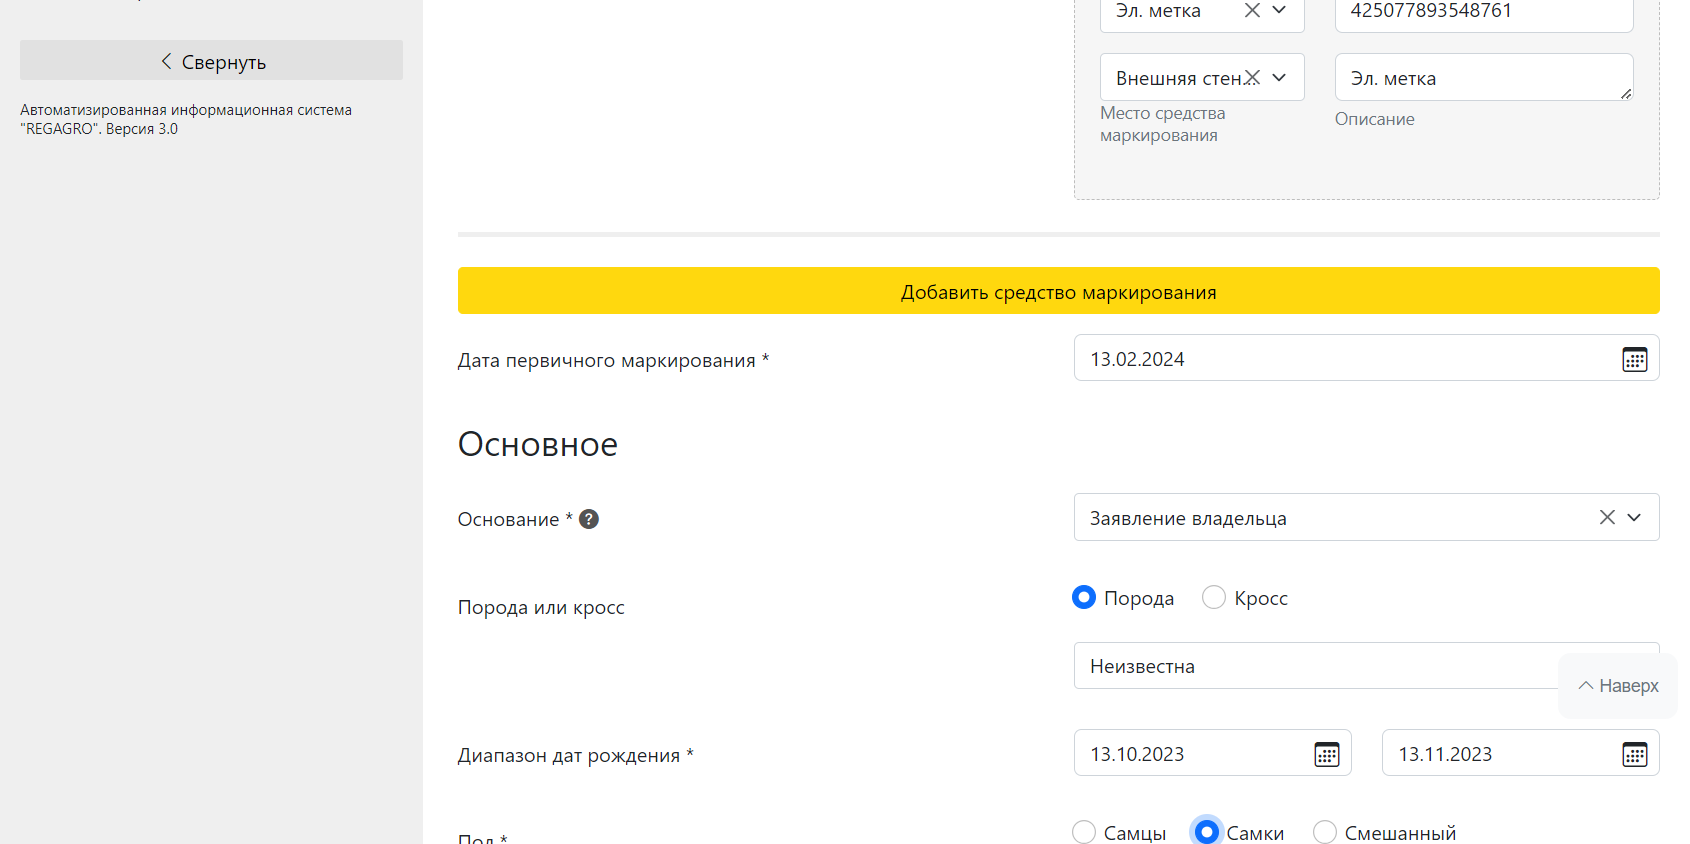 Эл. метка
425077893548761
Свернуть
Внешняя стен...
Эл. метка
Автоматизированная информационная система
"REGAGRO". Версия 3.0
Место средства
маркирования
Описание
Добавить средство маркирования
Дата первичного маркирования *
13.02.2024
Основное
Основание * ?
Заявление владельца
Порода или кросс
Порода
Кросс
Неизвестна
Наверх
Диапазон дат рождения *
13.10.2023
13.11.2023
Пол *
Самцы
Самки
Смешанный